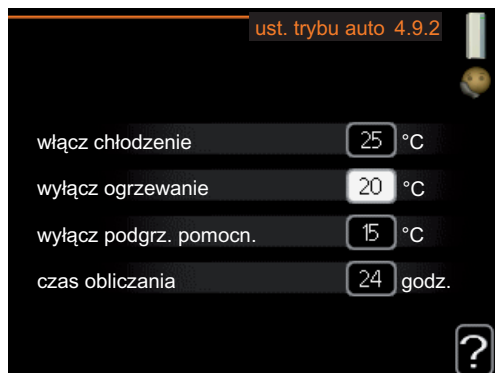 ust. trybu auto 4.9.2
włącz chłodzenie 25 °C
wyłącz ogrzewanie 20 °C
wyłącz podgrz. pomocn. 15 °C
czas obliczania 24 godz.
?